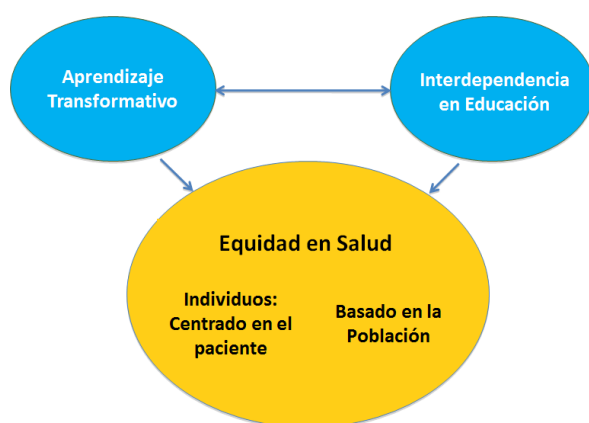 Aprendizaje
Transformativo
Interdependencia
en Educación
Equidad en Salud
Individuos:
Centrado en el
paciente
Basado en la
Población